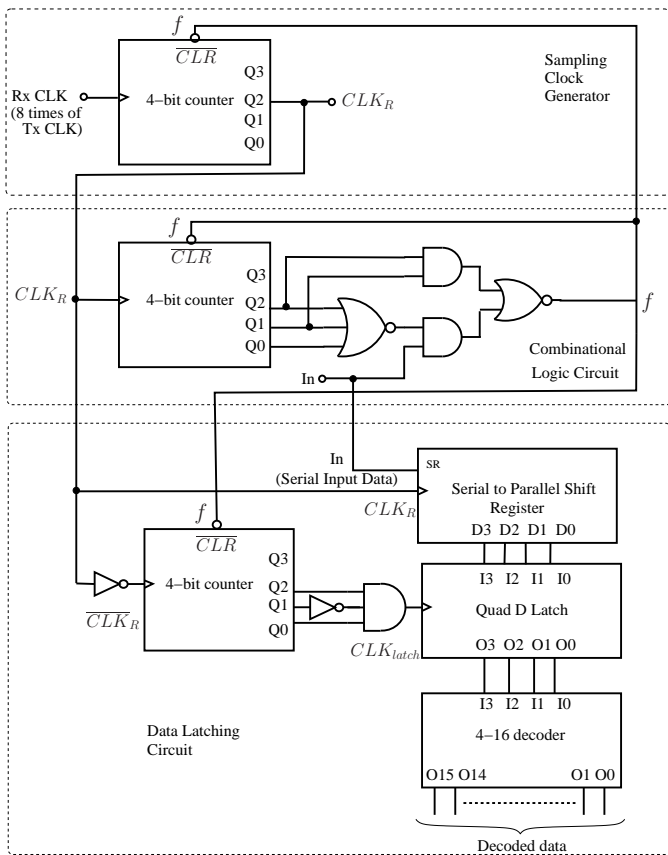 f
CLR
Q3
Q2
Q1
Q0
4−bit counter
Rx CLK
(8 times of
Tx CLK)
CLK_R
Sampling
Clock
Generator
f
CLR
Q3
Q2
Q1
Q0
4−bit counter
CLK_R
In
f
Combinational
Logic Circuit
In
(Serial Input Data)
SR
Serial to Parallel Shift
Register
D3 D2 D1 D0
CLK_R
f
CLR
Q3
Q2
Q1
Q0
4−bit counter
CLK_R
CLK_latch
I3 I2 I1 I0
Quad D Latch
O3 O2 O1 O0
I3 I2 I1 I0
4−16 decoder
O15 O14 O1 O0
Data Latching
Circuit
Decoded data